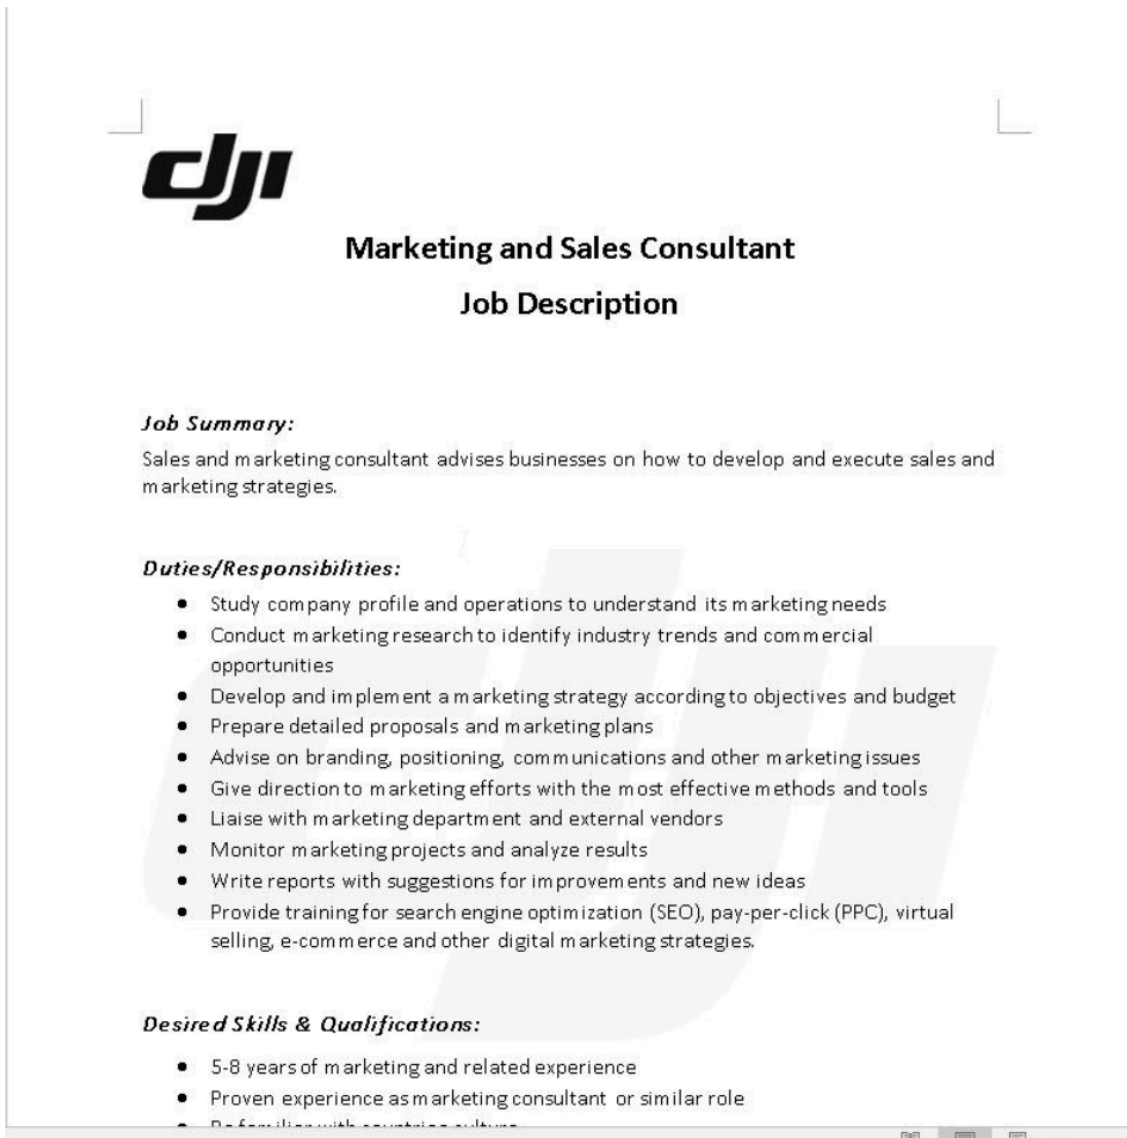 dji
Marketing and Sales Consultant
Job Description
Job Summary:
Sales and marketing consultant advises businesses on how to develop and execute sales and
marketing strategies.
Duties/Responsibilities:
• Study company profile and operations to understand its marketing needs
• Conduct marketing research to identify industry trends and commercial
opportunities
• Develop and implement a marketing strategy according to objectives and budget
• Prepare detailed proposals and marketing plans
• Advise on branding, positioning, communications and other marketing issues
• Give direction to marketing efforts with the most effective methods and tools
• Liaise with marketing department and external vendors
• Monitor marketing projects and analyze results
• Write reports with suggestions for improvements and new ideas
• Provide training for search engine optimization (SEO), pay-per-click (PPC), virtual
selling, e-commerce and other digital marketing strategies.
Desired Skills & Qualifications:
• 5-8 years of marketing and related experience
• Proven experience as marketing consultant or similar role
• Be familiar with countries culture